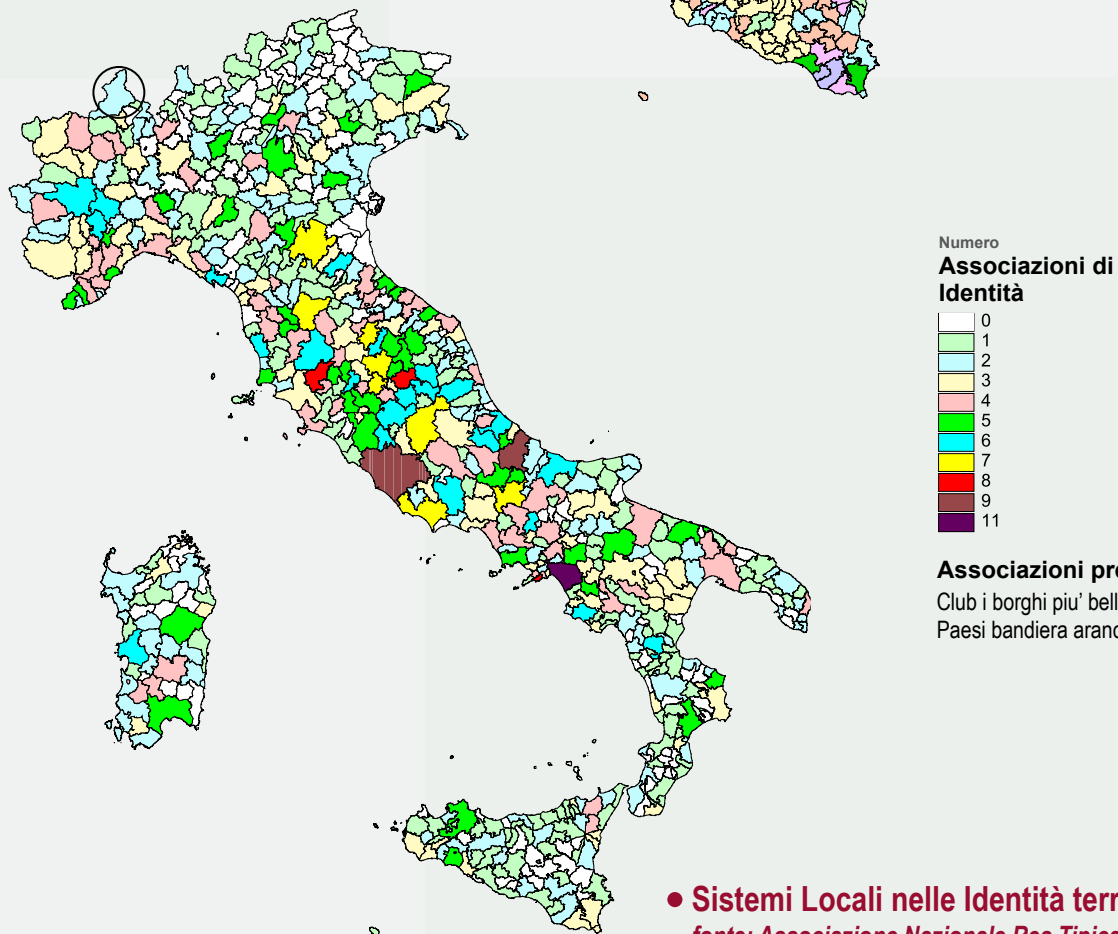 Numero
Associazioni di
Identità
0
1
2
3
4
5
6
7
8
9
11
Associazioni pr
Club i borghi piu' bell
Paesi bandiera aranc
• Sistemi Locali nelle Identità terr